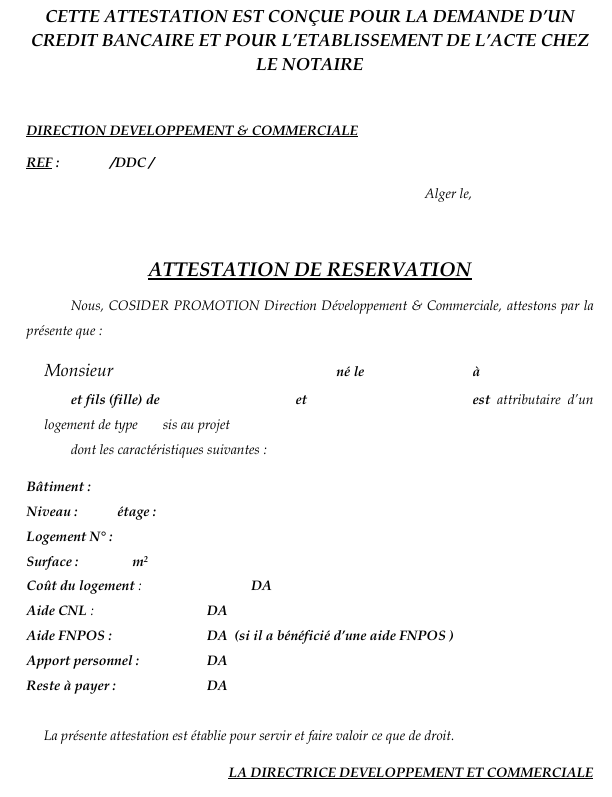 CETTE ATTESTATION EST CONÇUE POUR LA DEMANDE D’UN
CREDIT BANCAIRE ET POUR L’ETABLISSEMENT DE L’ACTE CHEZ
LE NOTAIRE
DIRECTION DEVELOPPEMENT & COMMERCIALE
REF : /DDC /
Alger le,
ATTESTATION DE RESERVATION
Nous, COSIDER PROMOTION Direction Développement & Commerciale, attestons par la
présente que :
Monsieur né le à
et fils (fille) de et est attributaire d’un
logement de type sis au projet
dont les caractéristiques suivantes :
Bâtiment :
Niveau : étage :
Logement N° :
Surface : m²
Coût du logement : DA
Aide CNL : DA
Aide FNPOS : DA (si il a bénéficié d’une aide FNPOS )
Apport personnel : DA
Reste à payer : DA
La présente attestation est établie pour servir et faire valoir ce que de droit.
LA DIRECTRICE DEVELOPPEMENT ET COMMERCIALE